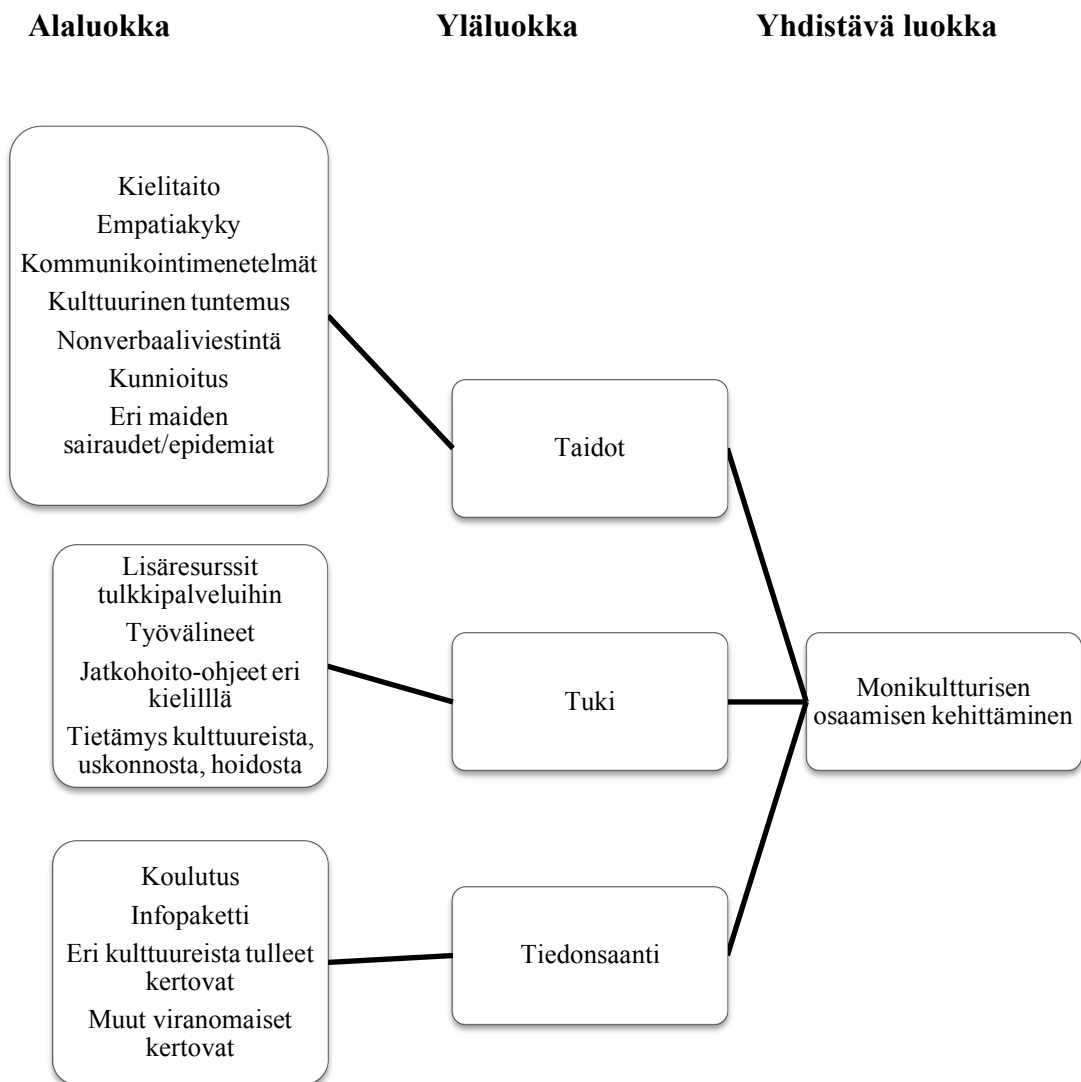 Alaluokka Yläluokka Yhdistävä luokka
Kielitaito
Empatiakyky
Kommunikointimenetelmät
Kulttuurinen tuntemus
Nonverbaaliviestintä
Kunnioitus
Eri maiden
sairaudet/epidemiat
Taidot
Lisäresurssit
tulkkipalveluihin
Työvälineet
Jatkohoito-ohjeet eri
kielilllä
Tietämys kulttuureista,
uskonnosta, hoidosta
Tuki
Monikultturisen
osaamisen kehittäminen
Koulutus
Infopaketti
Eri kulttuureista tulleet
kertovat
Muut viranomaiset
kertovat
Tiedonsaanti